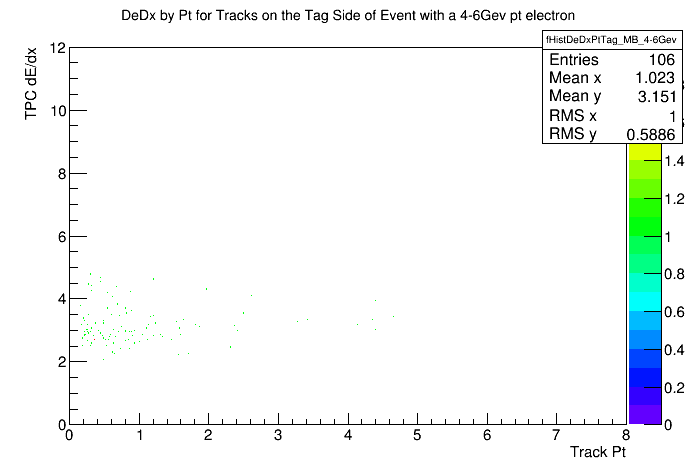 DeDx by Pt for Tracks on the Tag Side of Event with a 4-6Gev pt electron
fHistDeDxPtTag_MB_4-6Gev
Entries 106
Mean x 1.023
Mean y 3.151
RMS x 1
RMS y 0.5886
TPC dE/dx
12
10
8
6
4
2
0
1.4
1.2
1
0.8
0.6
0.4
0.2
0
0 1 2 3 4 5 6 7 8
Track Pt